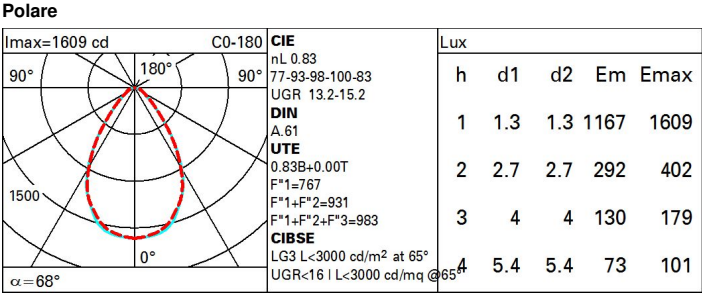 Polare
Imax=1609 cd C0-180
90° 180° 90°
1500
0°
α=68°
CIE
nL 0.83
77-93-98-100-83
UGR 13.2-15.2
DIN
A.61
UTE
0.83B+0.00T
F"1=767
F"1+F"2=931
F"1+F"2+F"3=983
CIBSE
LG3 L<3000 cd/m² at 65°
UGR<16 | L<3000 cd/mq @65°
Lux
h d1 d2 Em Emax
1 1.3 1.3 1167 1609
2 2.7 2.7 292 402
3 4 4 130 179
4 5.4 5.4 73 101